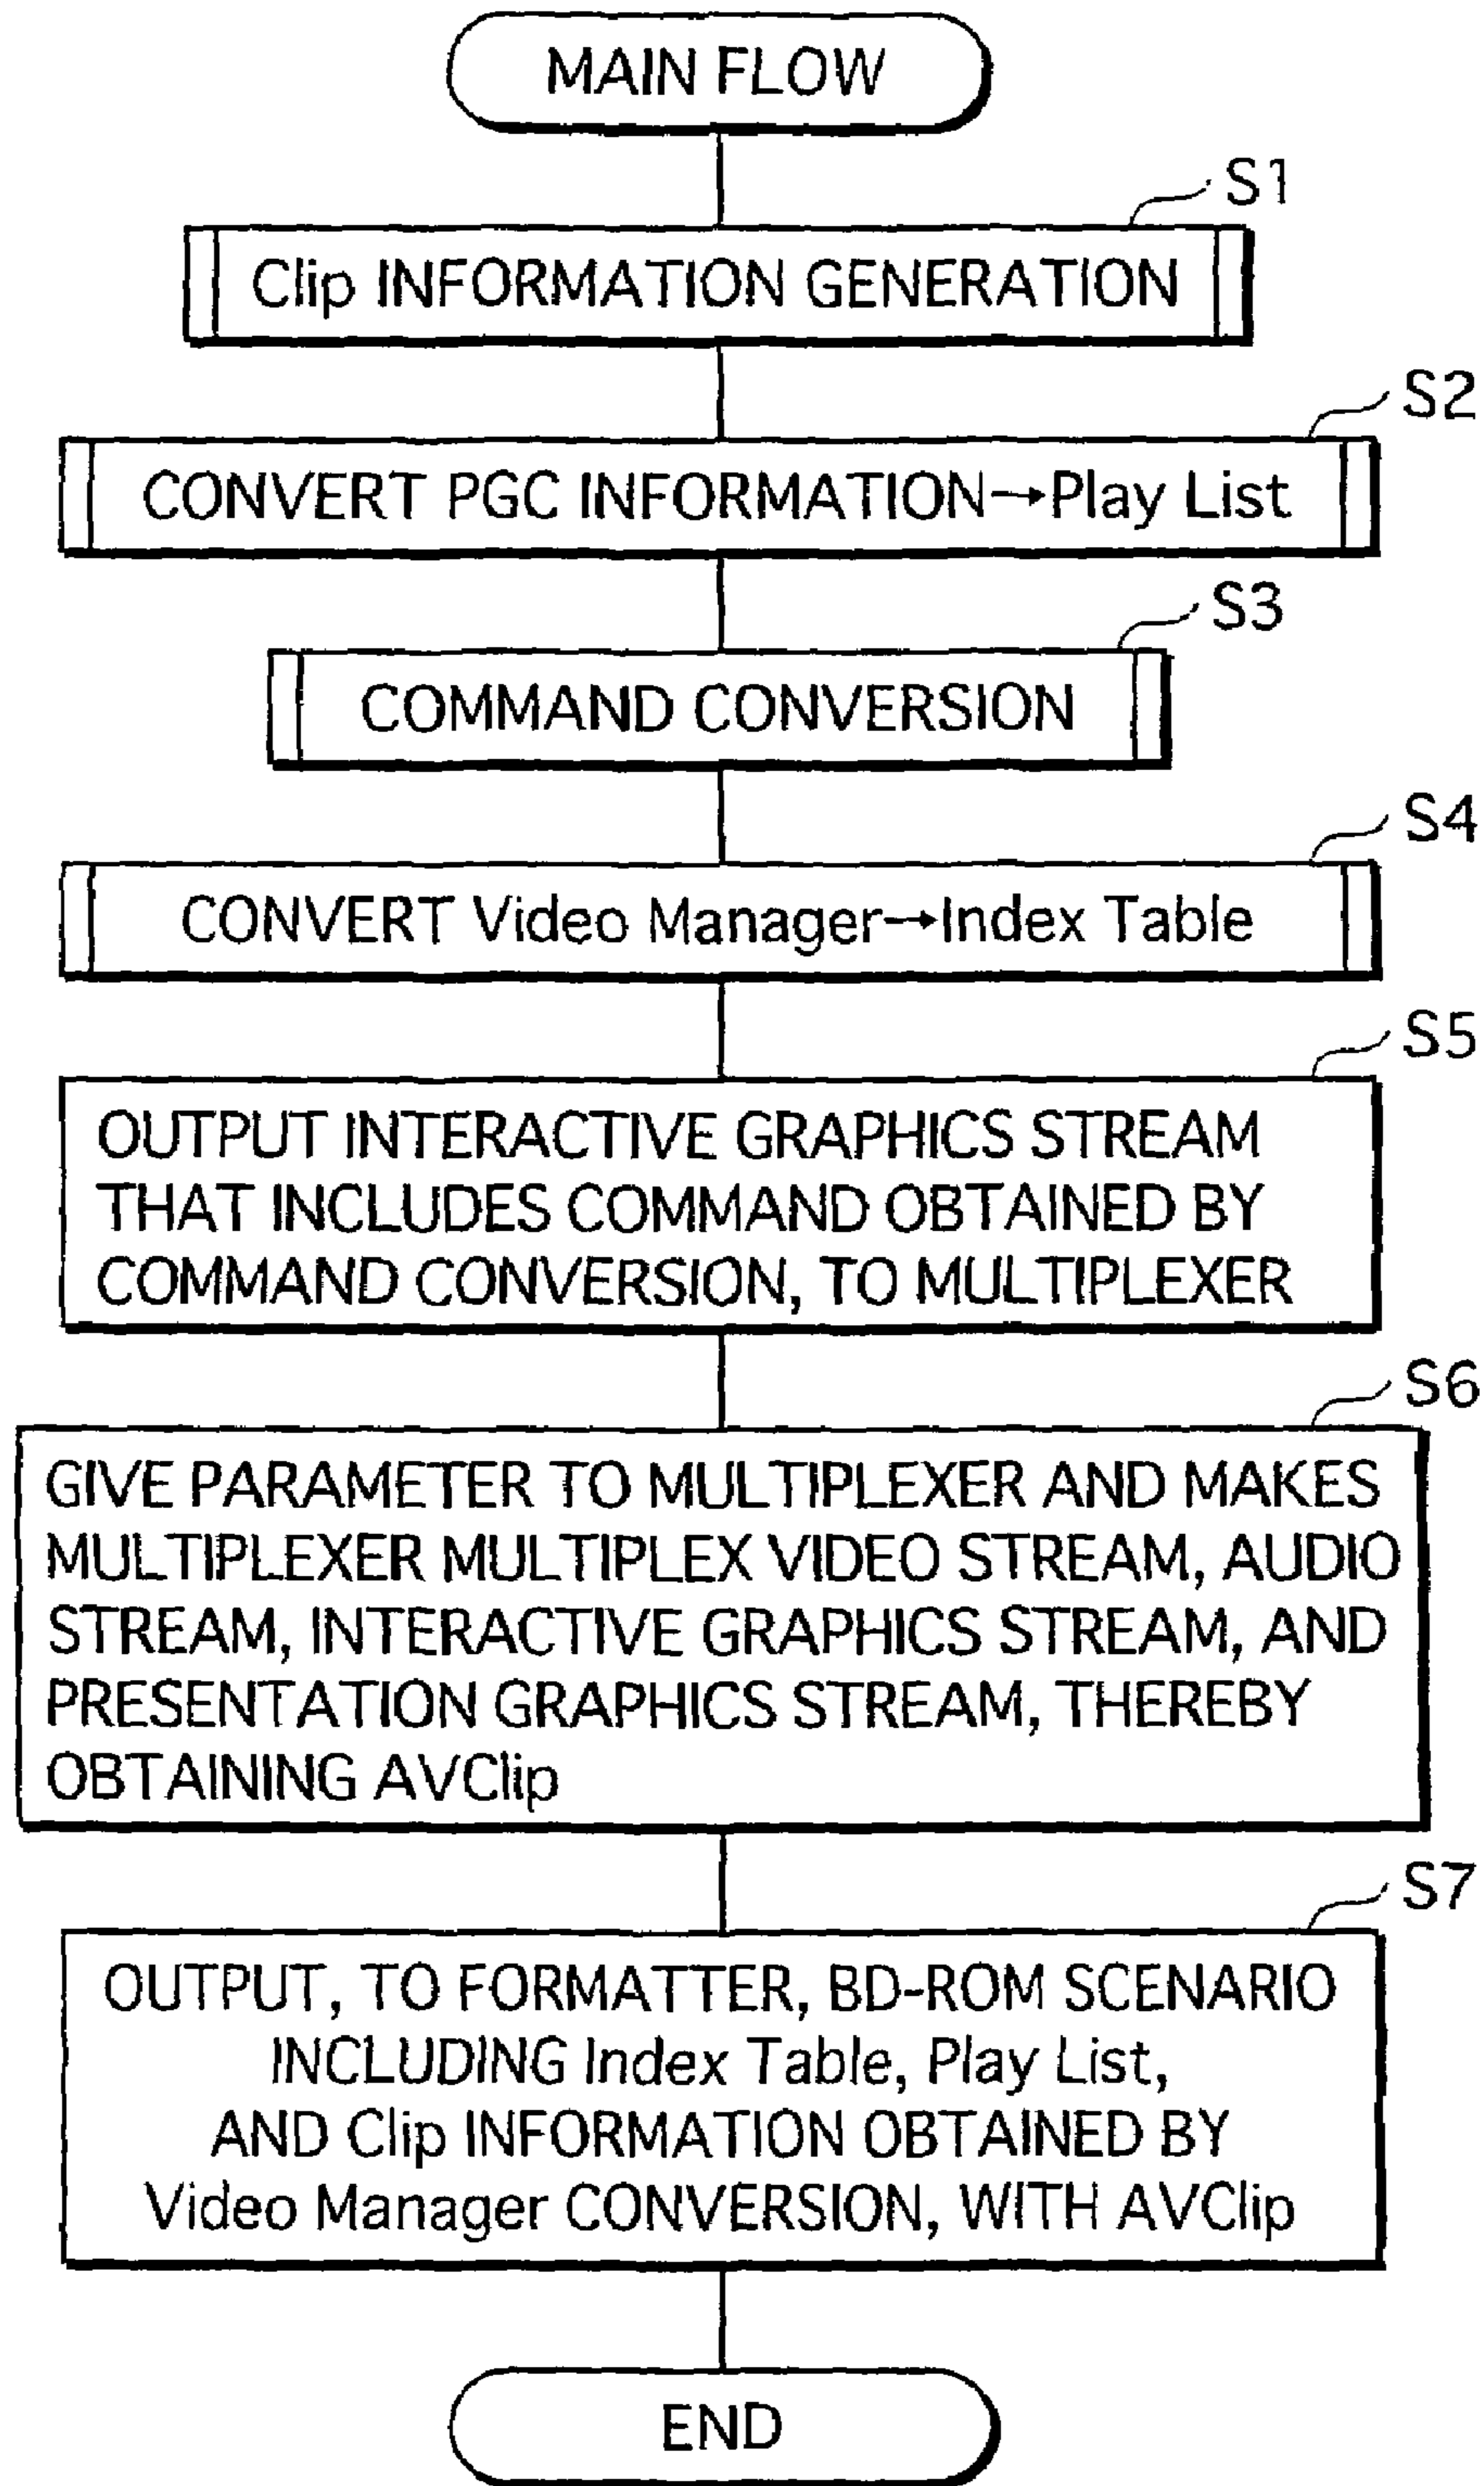 MAIN FLOW
S1
Clip INFORMATION GENERATION
S2
CONVERT PGC INFORMATION→Play List
S3
COMMAND CONVERSION
S4
CONVERT Video Manager→Index Table
S5
OUTPUT INTERACTIVE GRAPHICS STREAM
THAT INCLUDES COMMAND OBTAINED BY
COMMAND CONVERSION, TO MULTIPLEXER
S6
GIVE PARAMETER TO MULTIPLEXER AND MAKES
MULTIPLEXER MULTIPLEX VIDEO STREAM, AUDIO
STREAM, INTERACTIVE GRAPHICS STREAM, AND
PRESENTATION GRAPHICS STREAM, THEREBY
OBTAINING AVClip
S7
OUTPUT, TO FORMATTER, BD-ROM SCENARIO
INCLUDING Index Table, Play List,
AND Clip INFORMATION OBTAINED BY
Video Manager CONVERSION, WITH AVClip
END